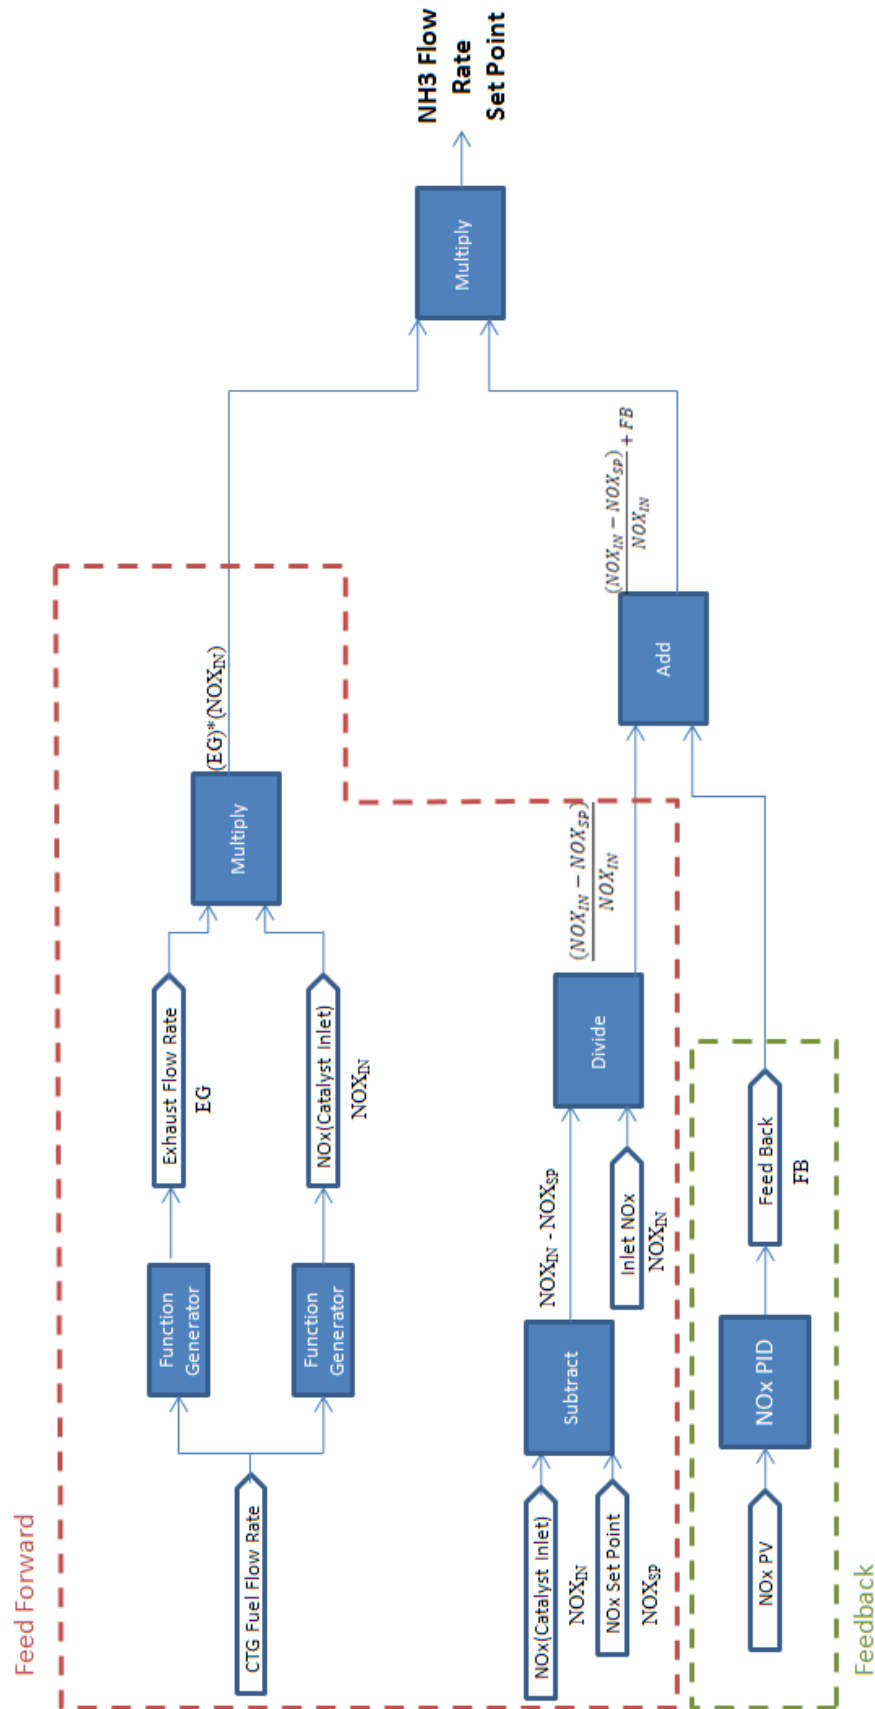 Feed Forward
CTG Fuel Flow Rate
Function
Generator
Function
Generator
Exhaust Flow Rate
EG
NOx(Catalyst Inlet)
NOX_IN
Multiply
(EG)*(NOX_IN)
NOx(Catalyst Inlet)
NOX_IN
NOx Set Point
NOX_SP
Subtract
NOX_IN - NOX_SP
Inlet NOx
NOX_IN
Divide
(NOX_IN − NOX_SP)
NOX_IN
Add
(NOX_IN − NOX_SP)
NOX_IN
+ FB
Multiply
NH3 Flow
Rate
Set Point
NOx PV
NOx PID
Feed Back
FB
Feedback